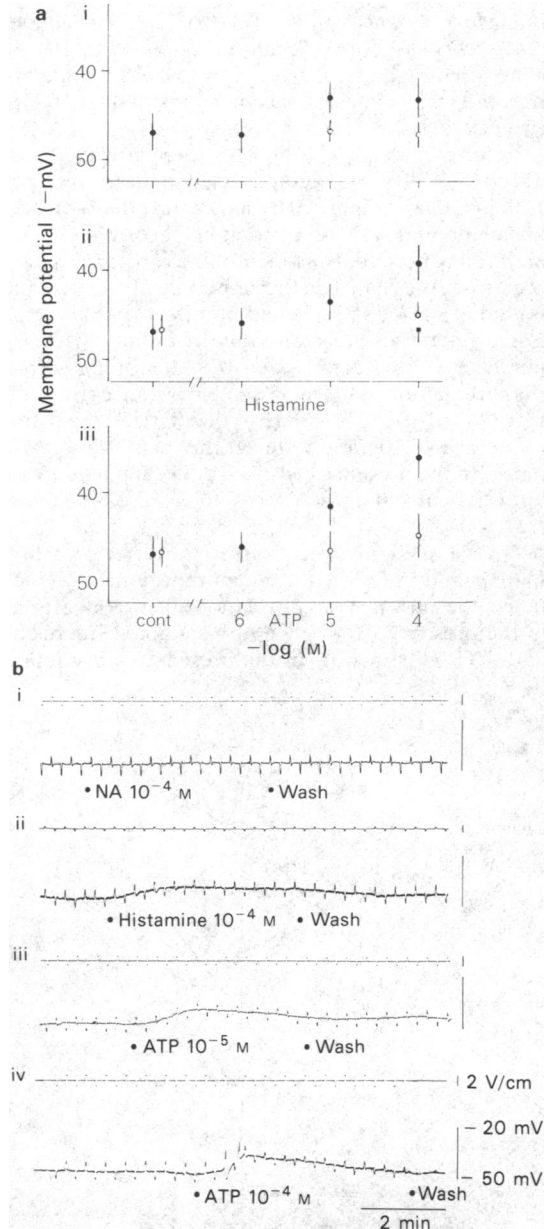 a i
40
50
Membrane potential (−mV)
ii
40
50
Histamine
iii
40
50
cont 6 ATP 5 4
−log (M)
b
i
• NA 10⁻⁴ M • Wash
ii
• Histamine 10⁻⁴ M • Wash
iii
• ATP 10⁻⁵ M • Wash
iv
2 V/cm
− 20 mV
− 50 mV
• ATP 10⁻⁴ M • Wash
2 min